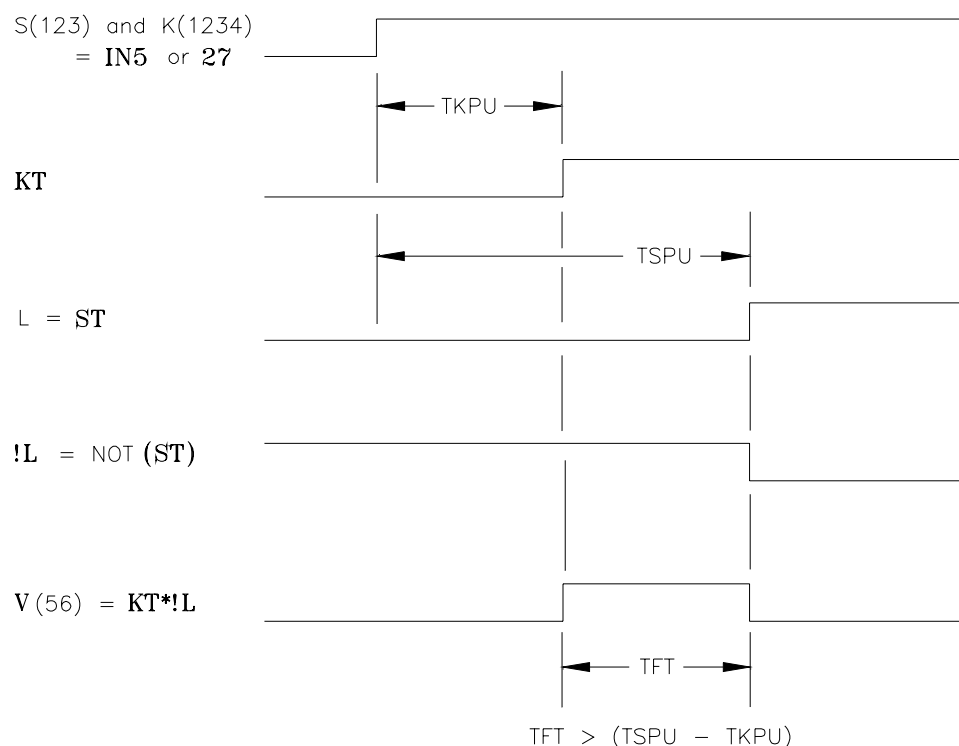 S(123) and K(1234)
= IN5 or 27
TKPU
KT
TSPU
L = ST
!L = NOT (ST)
V(56) = KT*!L
TFT
TFT > (TSPU - TKPU)